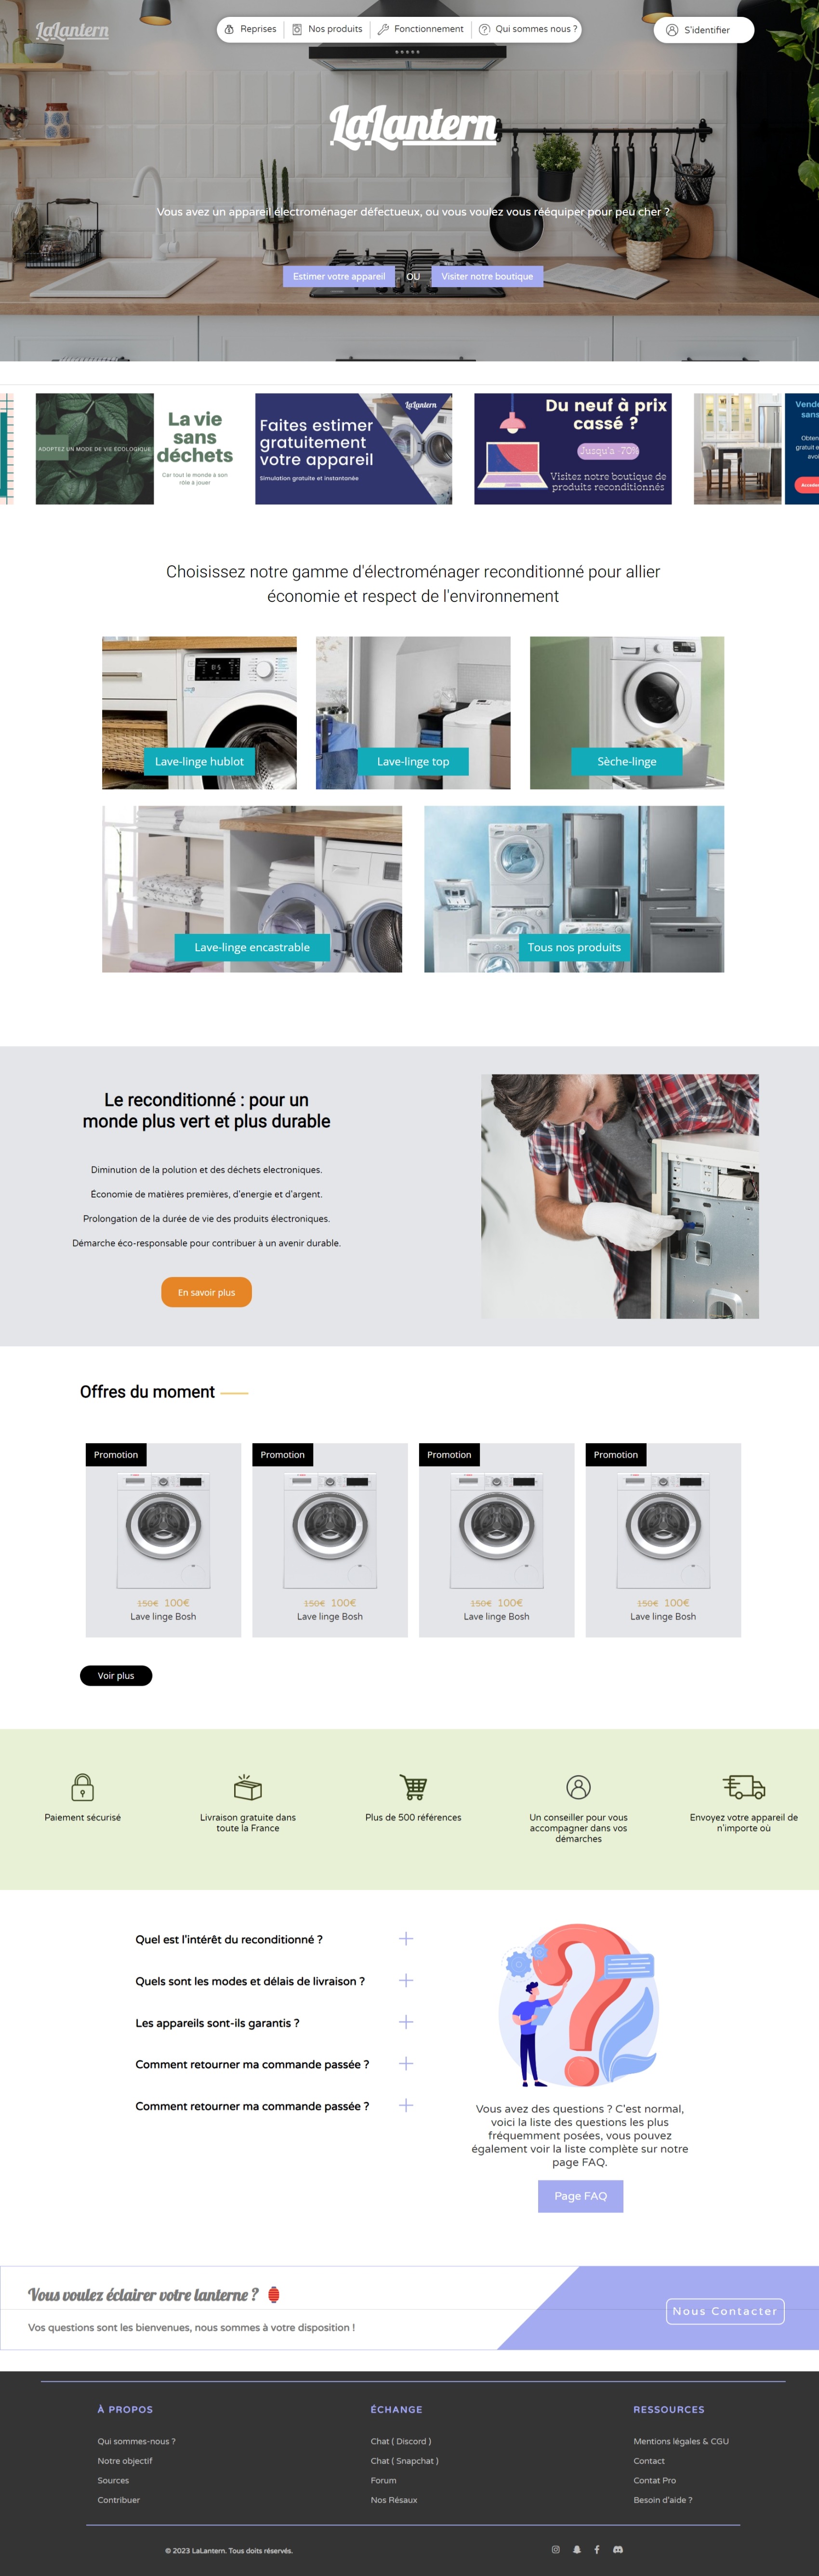 LaLantern
Reprises
Nos produits
Fonctionnement
Qui sommes nous ?
S'identifier
LaLantern
Vous avez un appareil électroménager défectueux, ou vous voulez vous rééquiper pour peu cher ?
Estimer votre appareil
OU
Visiter notre boutique
ADOPTEZ UN MODE DE VIE ECOLOGIQUE
La vie
sans
déchets
Car tout le monde a son
rôle à jouer
LaLantern
Faites estimer
gratuitement
votre appareil
Simulation gratuite et instantanée
Du neuf à prix
cassé ?
Jusqu'à -70%
Visitez notre boutique de
produits reconditionnés
Choisissez notre gamme d'électroménager reconditionné pour allier
économie et respect de l'environnement
Lave-linge hublot
Lave-linge top
Sèche-linge
Lave-linge encastrable
Tous nos produits
Le reconditionné : pour un
monde plus vert et plus durable
Diminution de la polution et des déchets electroniques.
Économie de matières premières, d'energie et d'argent.
Prolongation de la durée de vie des produits électroniques.
Démarche éco-responsable pour contribuer à un avenir durable.
En savoir plus
Offres du moment
Promotion
150€ 100€
Lave linge Bosh
Promotion
150€ 100€
Lave linge Bosh
Promotion
150€ 100€
Lave linge Bosh
Promotion
150€ 100€
Lave linge Bosh
Voir plus
Paiement sécurisé
Livraison gratuite dans
toute la France
Plus de 500 références
Un conseiller pour vous
accompagner dans vos
démarches
Envoyez votre appareil de
n'importe où
Quel est l'intérêt du reconditionné ?
Quels sont les modes et délais de livraison ?
Les appareils sont-ils garantis ?
Comment retourner ma commande passée ?
Comment retourner ma commande passée ?
Vous avez des questions ? C'est normal,
voici la liste des questions les plus
fréquemment posées, vous pouvez
également voir la liste complète sur notre
page FAQ.
Page FAQ
Vous voulez éclairer votre lanterne ?
Vos questions sont les bienvenues, nous sommes à votre disposition !
Nous Contacter
À PROPOS
Qui sommes-nous ?
Notre objectif
Sources
Contribuer
ÉCHANGE
Chat ( Discord )
Chat ( Snapchat )
Forum
Nos Résaux
RESSOURCES
Mentions légales & CGU
Contact
Contat Pro
Besoin d'aide ?
© 2023 LaLantern. Tous doits réservés.